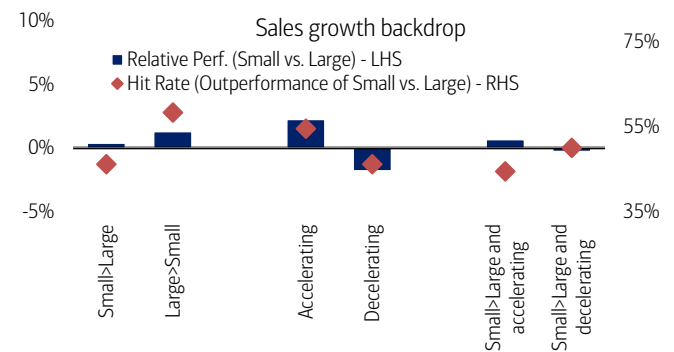 Sales growth backdrop
10%
5%
0%
-5%
75%
55%
35%
Relative Perf. (Small vs. Large) - LHS
Hit Rate (Outperformance of Small vs. Large) - RHS
Small>Large
Large>Small
Accelerating
Decelerating
Small>Large and
accelerating
Small>Large and
decelerating